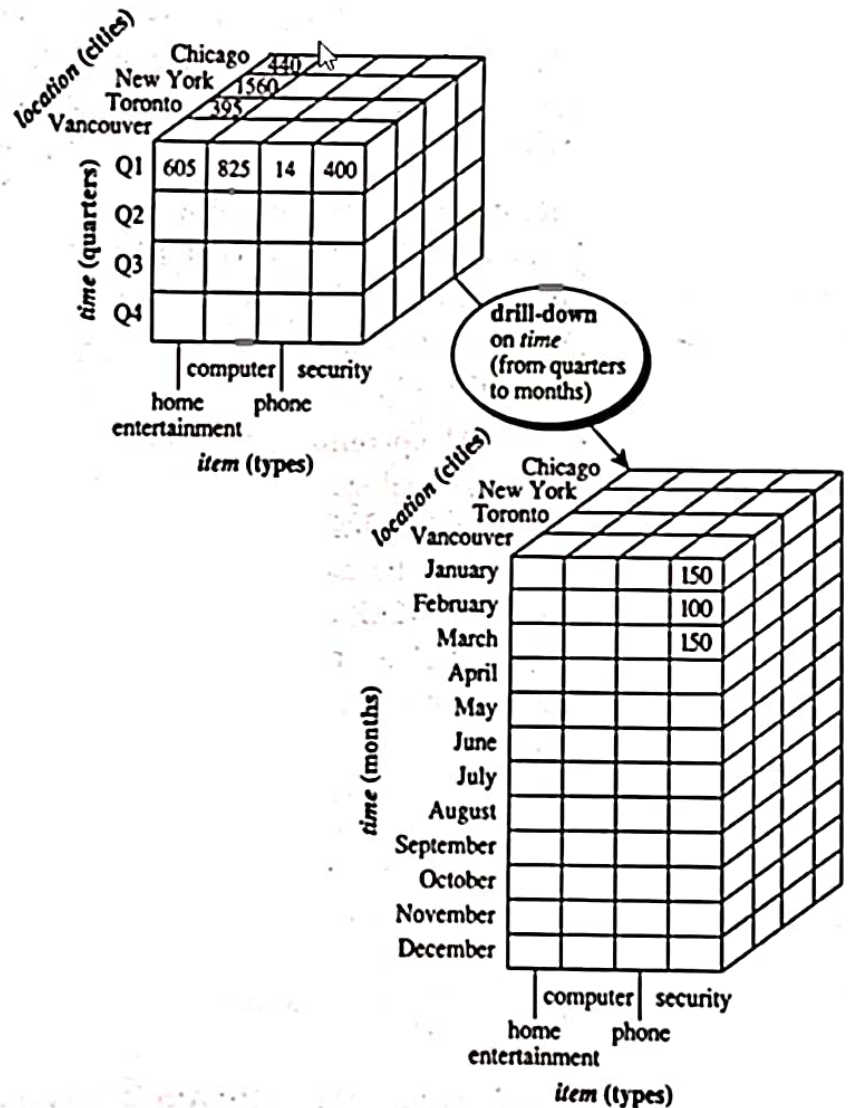 location (cities)
Chicago 440
New York 1560
Toronto 395
Vancouver
time (quarters)
Q1 605 825 14 400
Q2
Q3
Q4
computer security
home phone
entertainment
item (types)
drill-down
on time
(from quarters
to months)
location (cities)
Chicago
New York
Toronto
Vancouver
time (months)
January 150
February 100
March 150
April
May
June
July
August
September
October
November
December
computer security
home phone
entertainment
item (types)